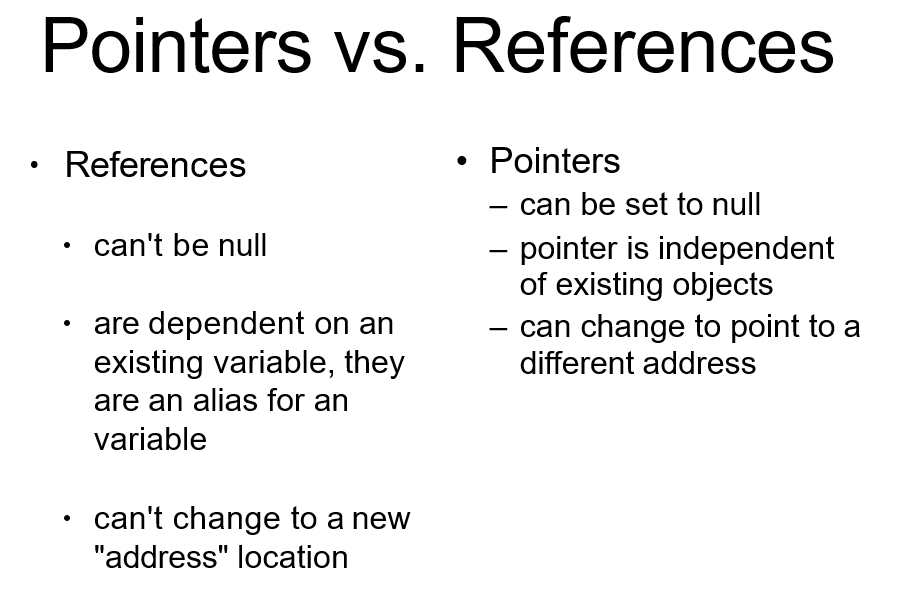 Pointers vs. References
• References
• can't be null
• are dependent on an
existing variable, they
are an alias for an
variable
• can't change to a new
"address" location
• Pointers
– can be set to null
– pointer is independent
of existing objects
– can change to point to a
different address